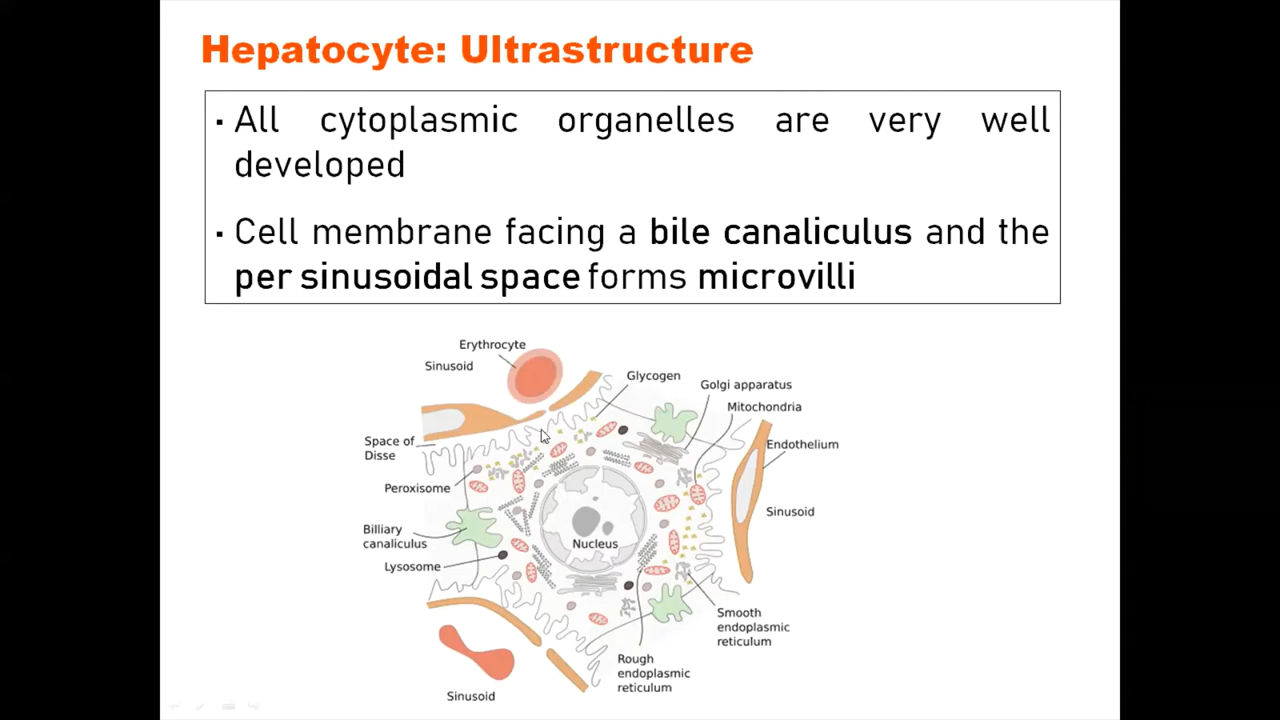 Hepatocyte: Ultrastructure
▪ All cytoplasmic organelles are very well
developed
▪ Cell membrane facing a bile canaliculus and the
per sinusoidal space forms microvilli
Erythrocyte
Sinusoid
Glycogen
Golgi apparatus
Mitochondria
Space of
Disse
Endothelium
Peroxisome
Sinusoid
Billiary
canaliculus
Nucleus
Lysosome
Smooth
endoplasmic
reticulum
Rough
endoplasmic
reticulum
Sinusoid